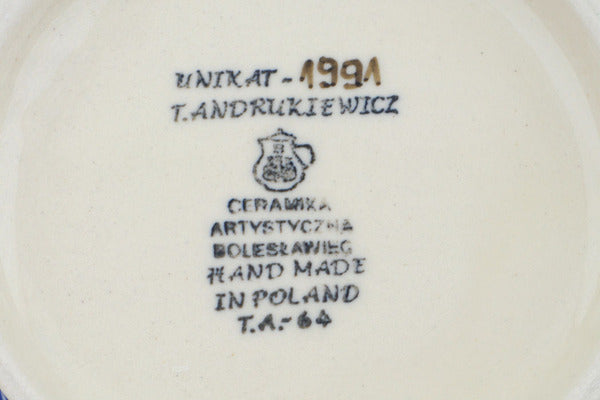 UNIKAT - 1991
T.ANDRUKIEWICZ
CERAMIKA
ARTYSTYCZNA
BOLESŁAWIEC
HAND MADE
IN POLAND
T.A.-64